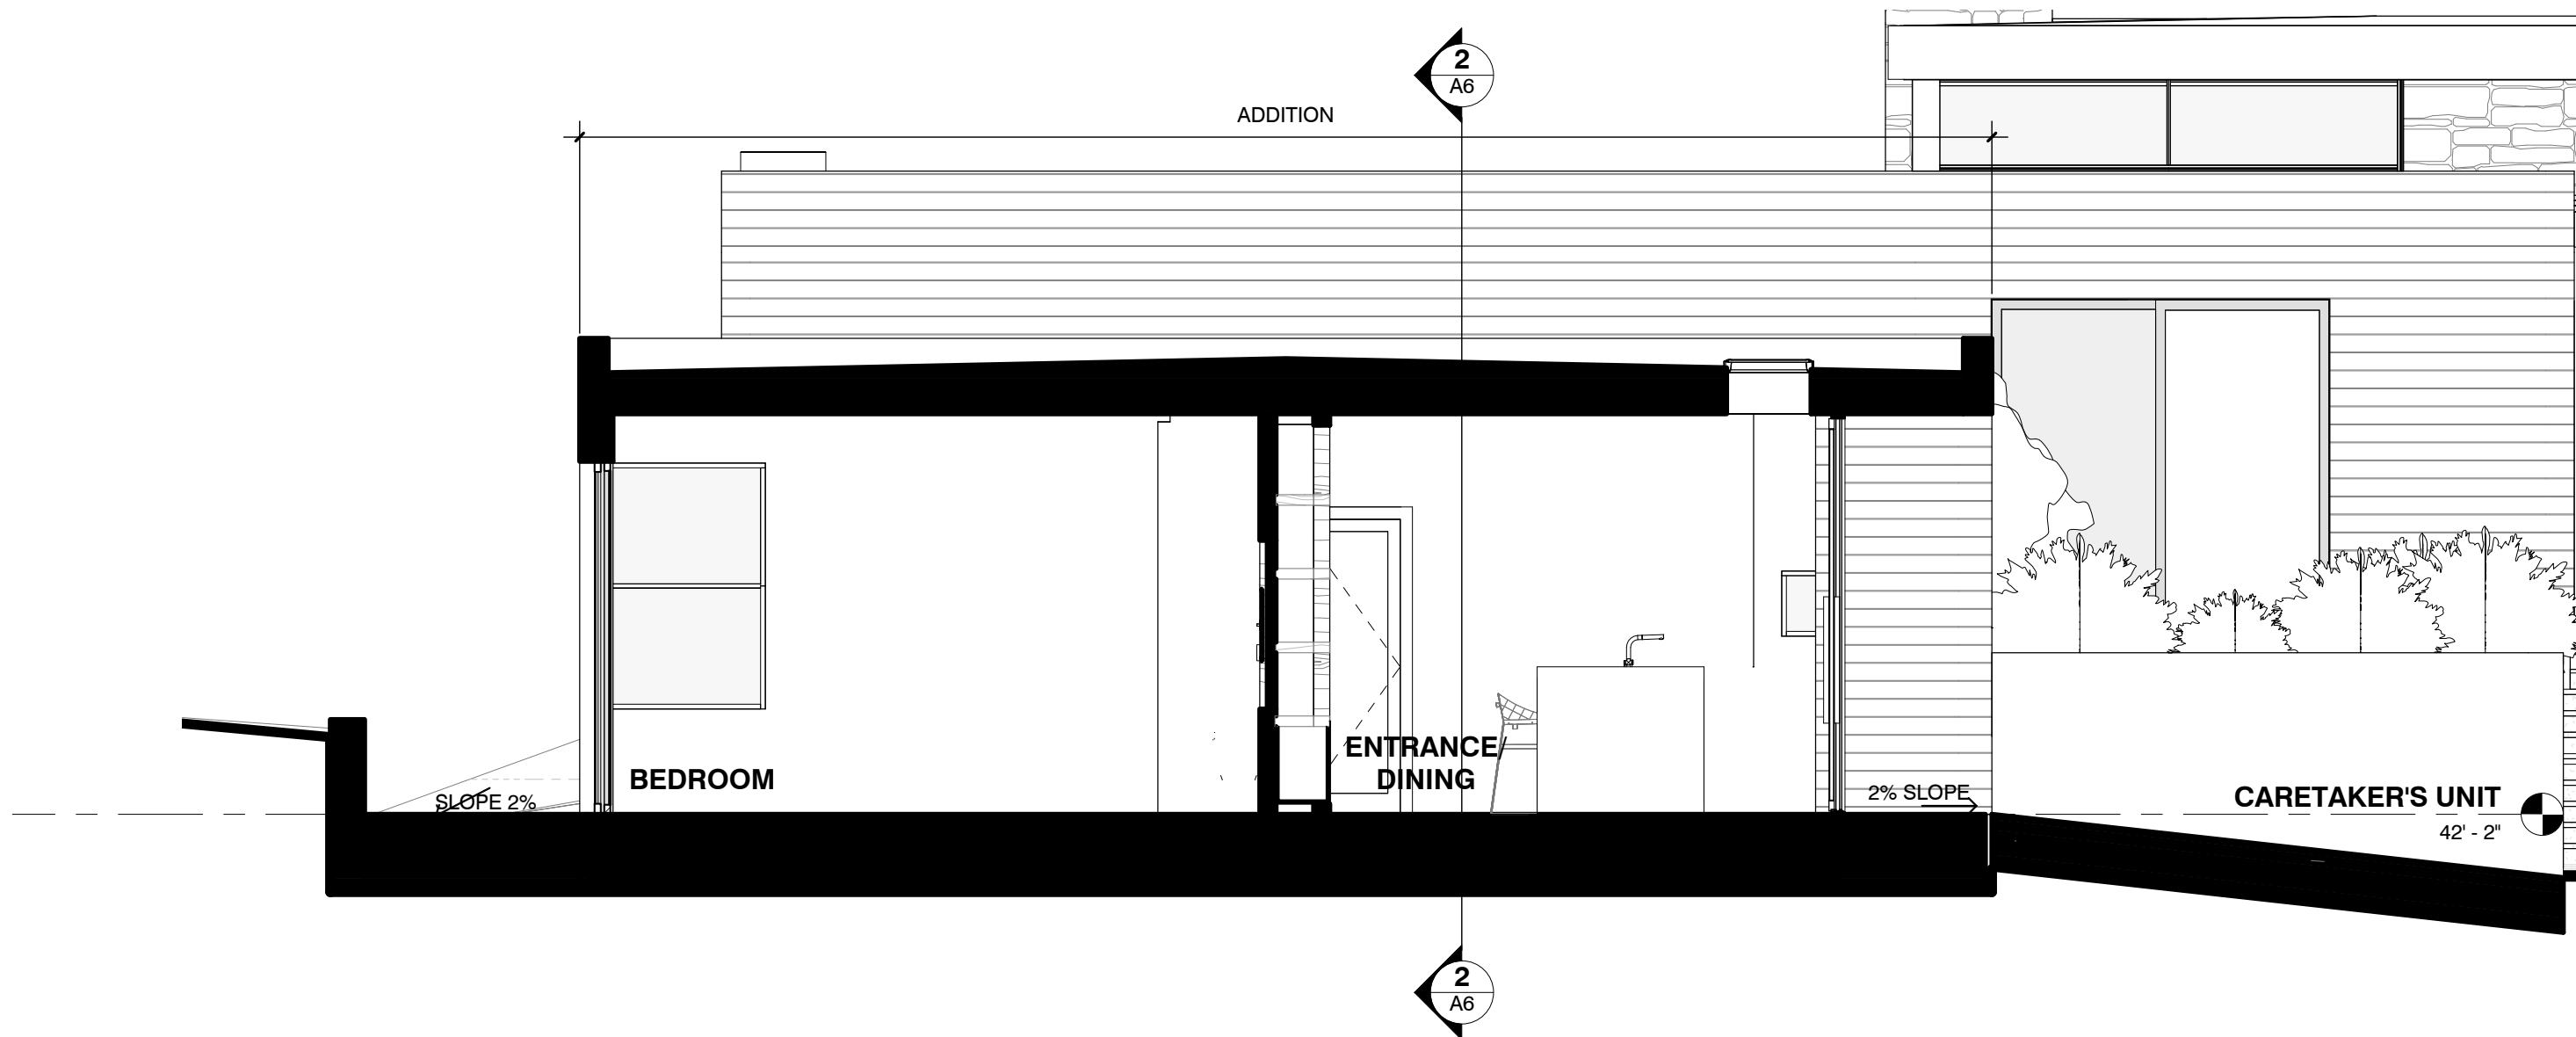 2
A6
ADDITION
BEDROOM
ENTRANCE/
DINING
SLOPE 2%
2% SLOPE
CARETAKER'S UNIT
42' - 2"
2
A6